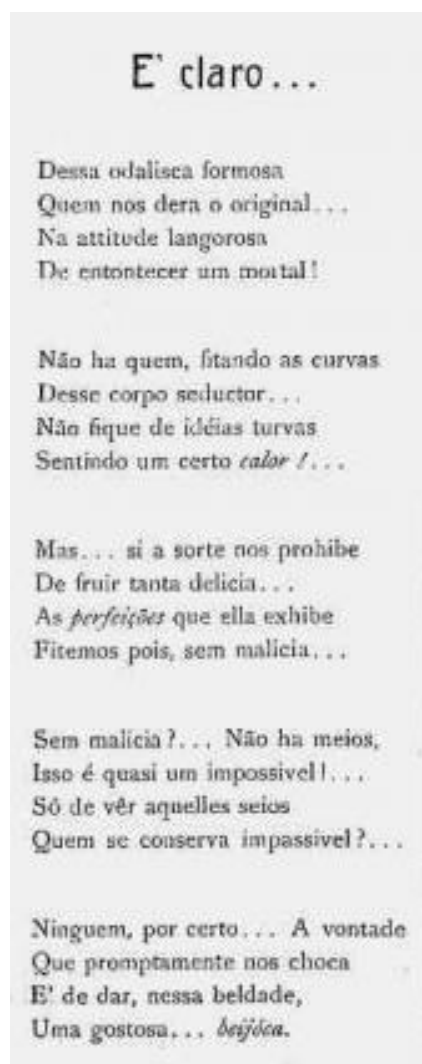 E' claro...
Dessa odalisca formosa
Quem nos dera o original...
Na attitude langorosa
De entontecer um mortal!
Não ha quem, fitando as curvas
Desse corpo seductor...
Não fique de idéias turvas
Sentindo um certo calor!...
Mas... si a sorte nos prohibe
De fruir tanta delicia...
As perfeições que ella exhibe
Fitemos pois, sem malicia...
Sem malicia?... Não ha meios,
Isso é quasi um impossivel!...
Só de vêr aquelles seios
Quem se conserva impassivel?...
Ninguem, por certo... A vontade
Que promptamente nos choca
E' de dar, nessa beldade,
Uma gostosa... beijóca.